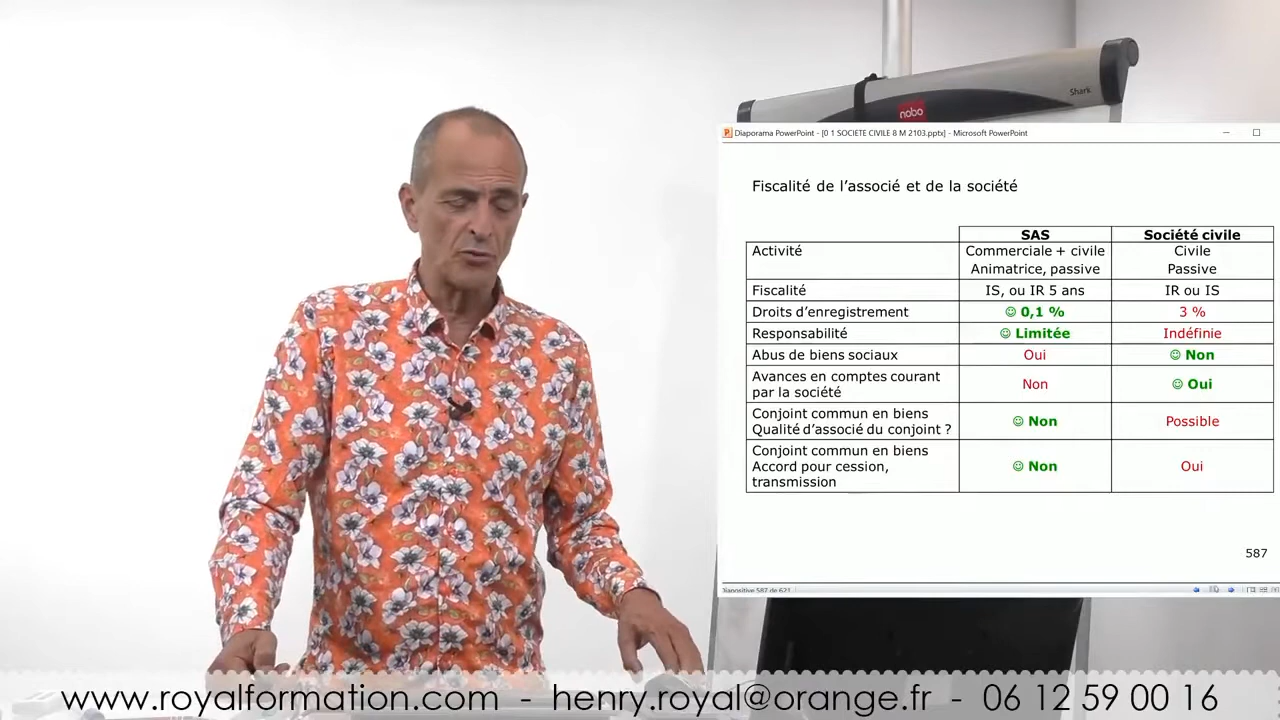 Shark
nobo
Diaporama PowerPoint - [0 1 SOCIETE CIVILE 8 M 2103.pptx] - Microsoft PowerPoint
Fiscalité de l'associé et de la société
SAS Société civile
Activité Commerciale + civile Civile
Animatrice, passive Passive
Fiscalité IS, ou IR 5 ans IR ou IS
Droits d'enregistrement ☺ 0,1 % 3 %
Responsabilité ☺ Limitée Indéfinie
Abus de biens sociaux Oui ☺ Non
Avances en comptes courant
par la société Non ☺ Oui
Conjoint commun en biens
Qualité d'associé du conjoint ? ☺ Non Possible
Conjoint commun en biens
Accord pour cession, ☺ Non Oui
transmission
587
Diapositive 587 de 621
www.royalformation.com - henry.royal@orange.fr - 06 12 59 00 16